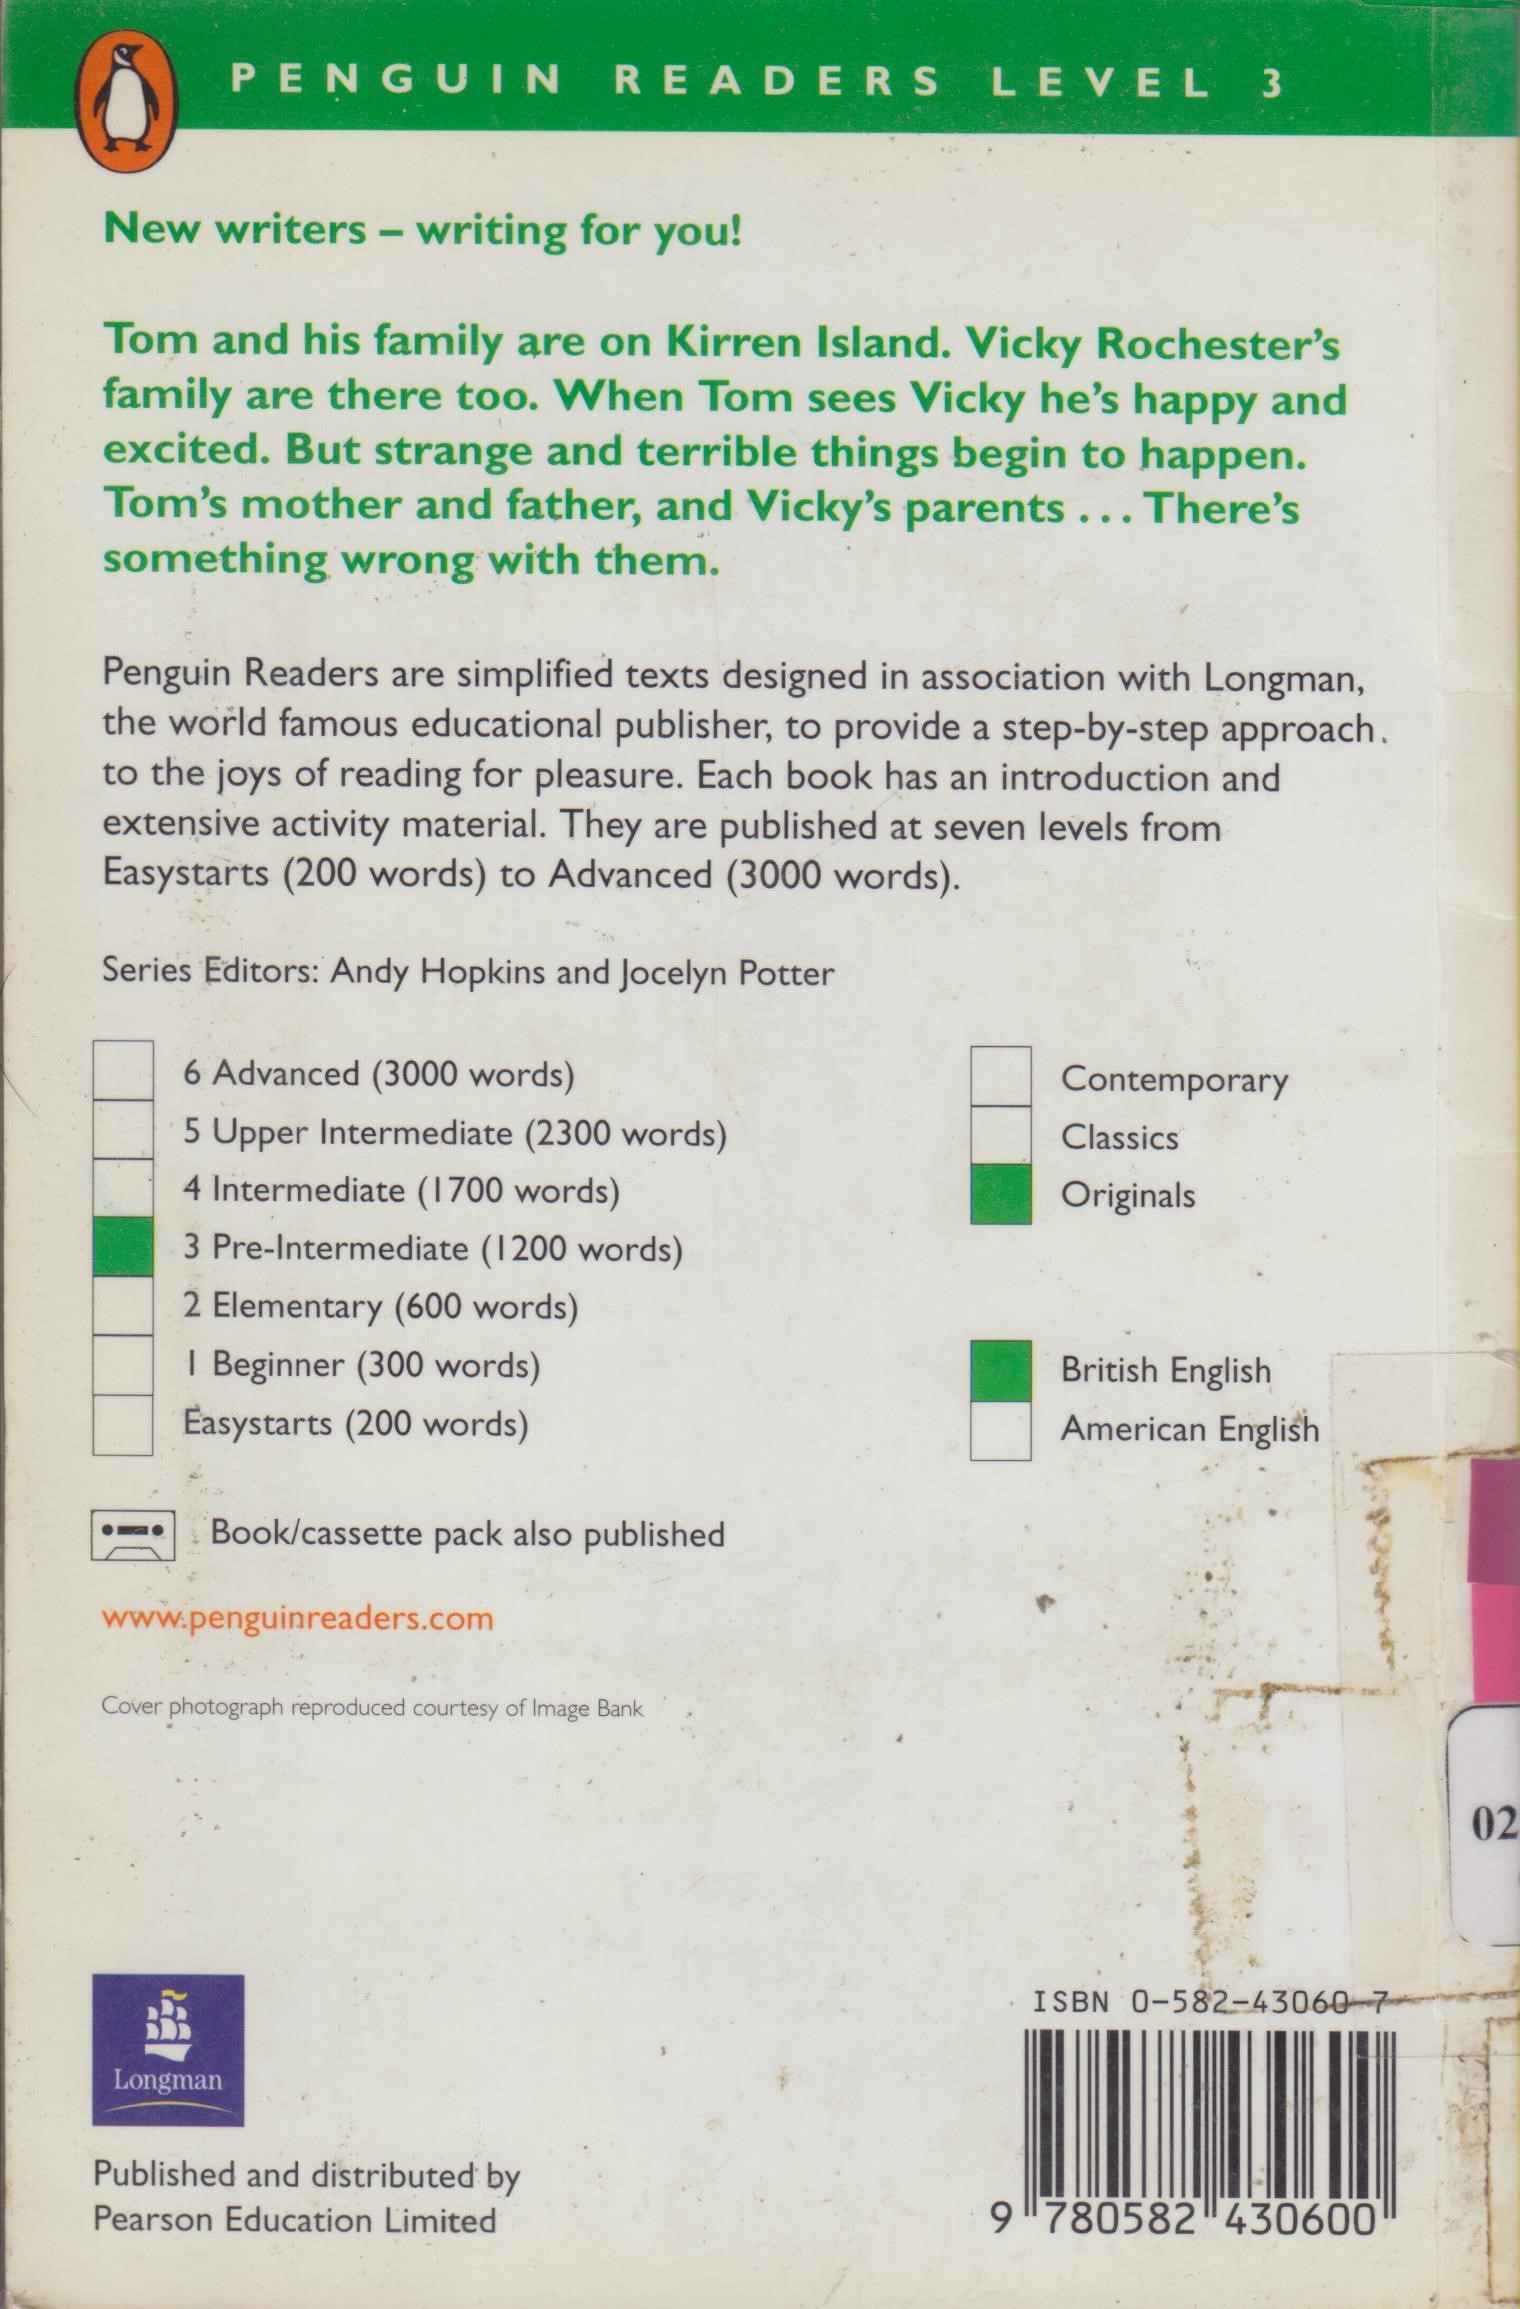 PENGUIN READERS LEVEL 3
New writers – writing for you!
Tom and his family are on Kirren Island. Vicky Rochester's
family are there too. When Tom sees Vicky he's happy and
excited. But strange and terrible things begin to happen.
Tom's mother and father, and Vicky's parents . . . There's
something wrong with them.
Penguin Readers are simplified texts designed in association with Longman,
the world famous educational publisher, to provide a step-by-step approach
to the joys of reading for pleasure. Each book has an introduction and
extensive activity material. They are published at seven levels from
Easystarts (200 words) to Advanced (3000 words).
Series Editors: Andy Hopkins and Jocelyn Potter
6 Advanced (3000 words)
5 Upper Intermediate (2300 words)
4 Intermediate (1700 words)
3 Pre-Intermediate (1200 words)
2 Elementary (600 words)
1 Beginner (300 words)
Easystarts (200 words)
Contemporary
Classics
Originals
British English
American English
Book/cassette pack also published
www.penguinreaders.com
Cover photograph reproduced courtesy of Image Bank
02
Longman
Published and distributed by
Pearson Education Limited
ISBN 0-582-43060-7
9 780582 430600